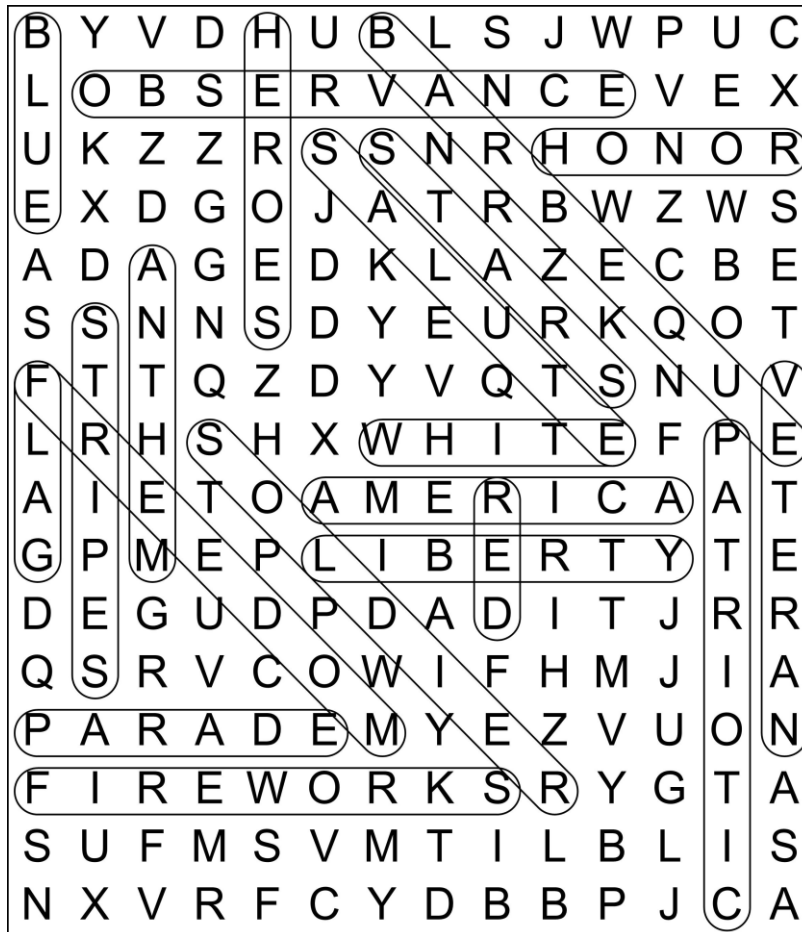 B Y V D H U B L S J W P U C
L O B S E R V A N C E V E X
U K Z Z R S S N R H O N O R
E X D G O J A T R B W Z W S
A D A G E D K L A Z E C B E
S S N N S D Y E U R K Q O T
F T T Q Z D Y V Q T S N U V
L R H S H X W H I T E F P E
A I E T O A M E R I C A A T
G P M E P L I B E R T Y T E
D E G U D P D A D I T J R R
Q S R V C O W I F H M J I A
P A R A D E M Y E Z V U O N
F I R E W O R K S R Y G T A
S U F M S V M T I L B L I S
N X V R F C Y D B B P J C A